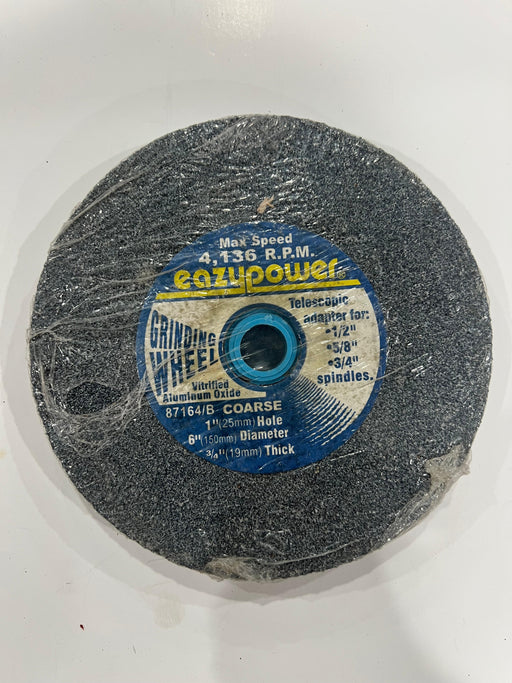 Max Speed
4,136 R.P.M.
eazypower
Telescopic
adapter for:
•1/2"
•5/8"
•3/4"
spindles.
GRINDING
WHEEL
Vitrified
Aluminum Oxide
87164/B COARSE
1"(25mm) Hole
6"(150mm) Diameter
3/4"(19mm) Thick